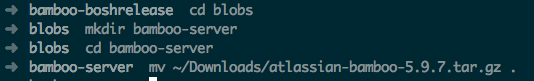 ➜ bamboo-boshrelease cd blobs
➜ blobs mkdir bamboo-server
➜ blobs cd bamboo-server
➜ bamboo-server mv ~/Downloads/atlassian-bamboo-5.9.7.tar.gz .